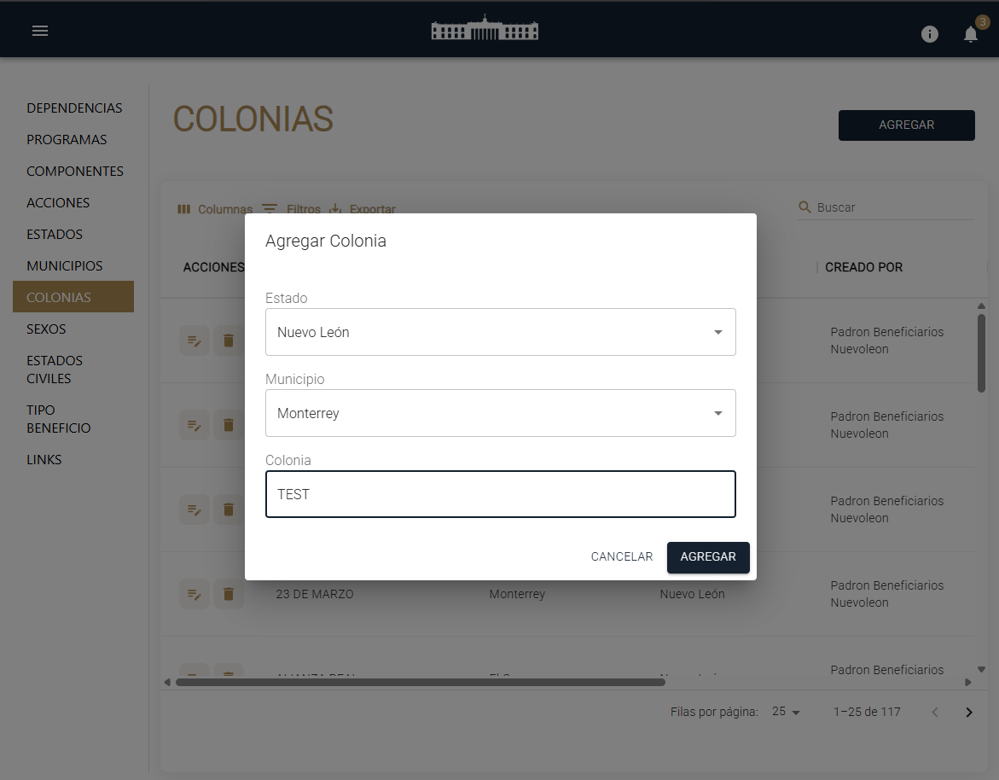 3
DEPENDENCIAS
PROGRAMAS
COMPONENTES
ACCIONES
ESTADOS
MUNICIPIOS
COLONIAS
SEXOS
ESTADOS
CIVILES
TIPO
BENEFICIO
LINKS
COLONIAS
AGREGAR
Columnas Filtros Exportar
Buscar
ACCIONES
CREADO POR
Padron Beneficiarios
Nuevoleon
Padron Beneficiarios
Nuevoleon
Padron Beneficiarios
Nuevoleon
Agregar Colonia
Estado
Nuevo León
Municipio
Monterrey
Colonia
TEST
CANCELAR AGREGAR
23 DE MARZO Monterrey Nuevo León Padron Beneficiarios
Nuevoleon
Padron Beneficiarios
Filas por página: 25 1–25 de 117